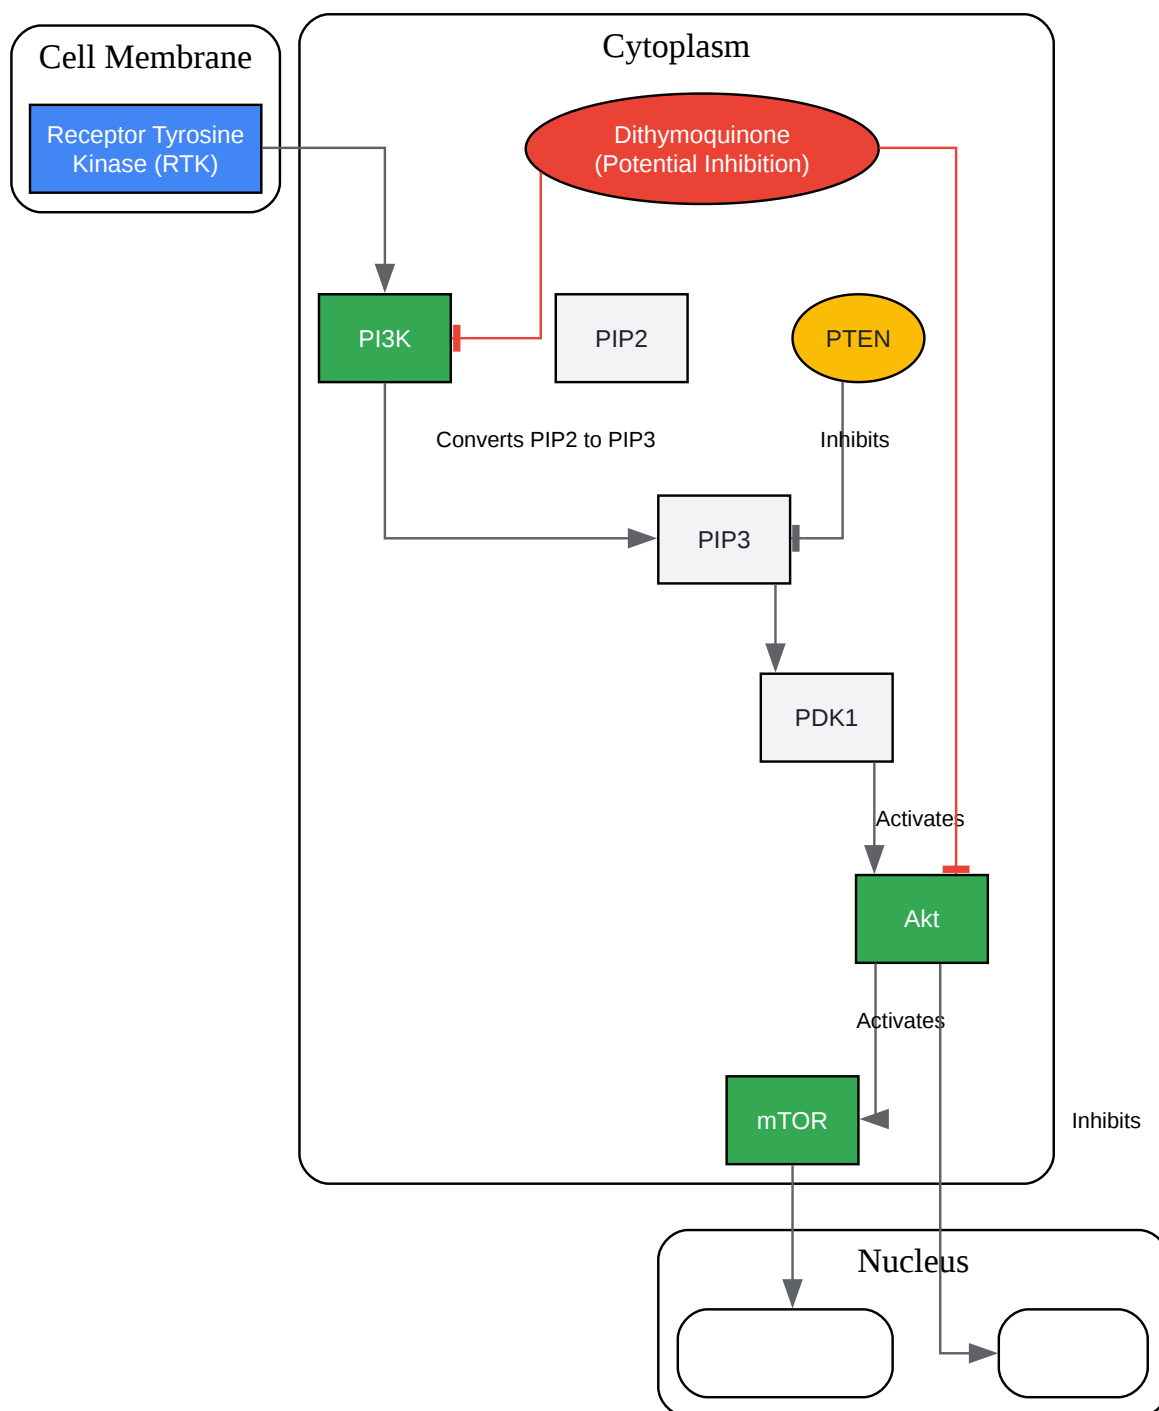 Cell Membrane
Cytoplasm
Receptor Tyrosine
Kinase (RTK)
Dithymoquinone
(Potential Inhibition)
PI3K
PIP2
PTEN
Converts PIP2 to PIP3
Inhibits
PIP3
PDK1
Activates
Akt
Activates
mTOR
Inhibits
Nucleus